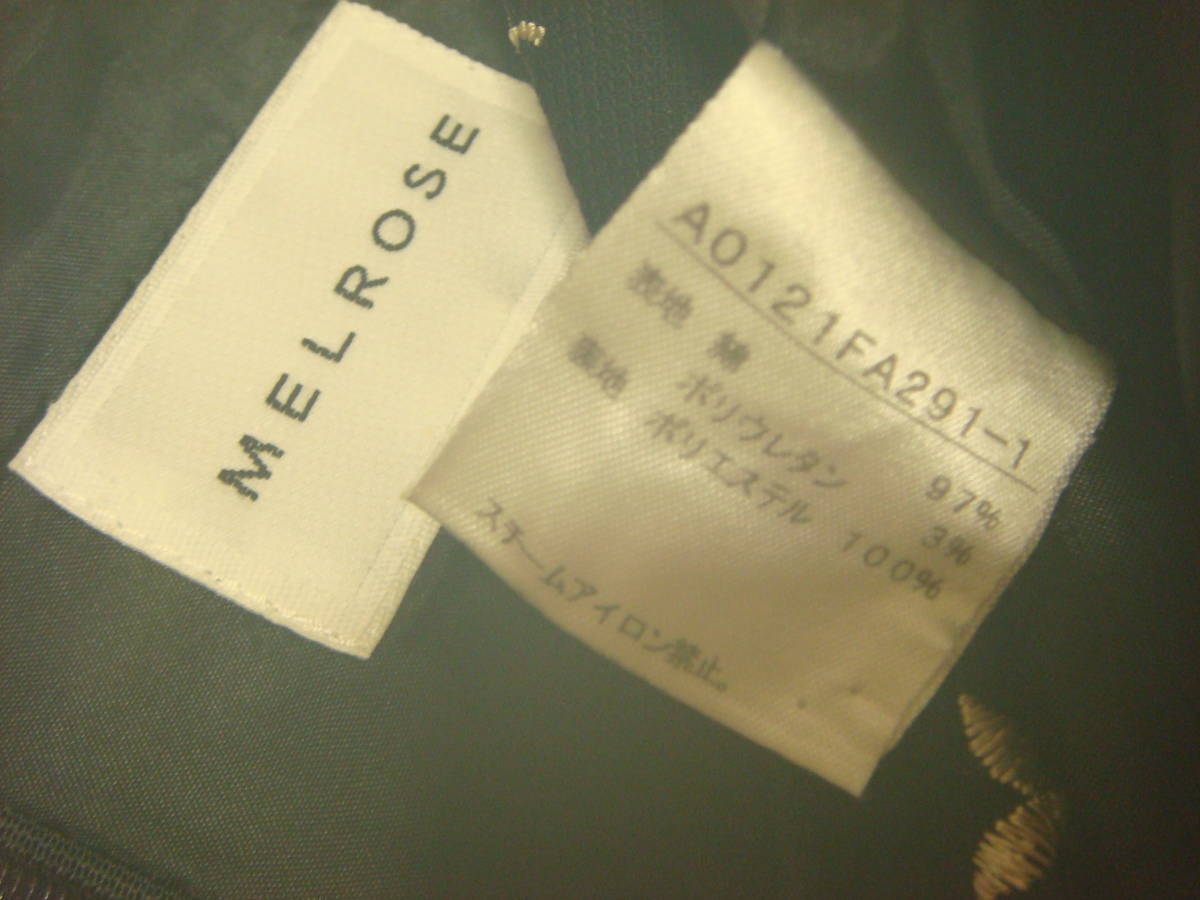 MELROSE
A0121FA291-1
表地 綿 97%
ポリウレタン 3%
裏地 ポリエステル 100%
スチームアイロン禁止。